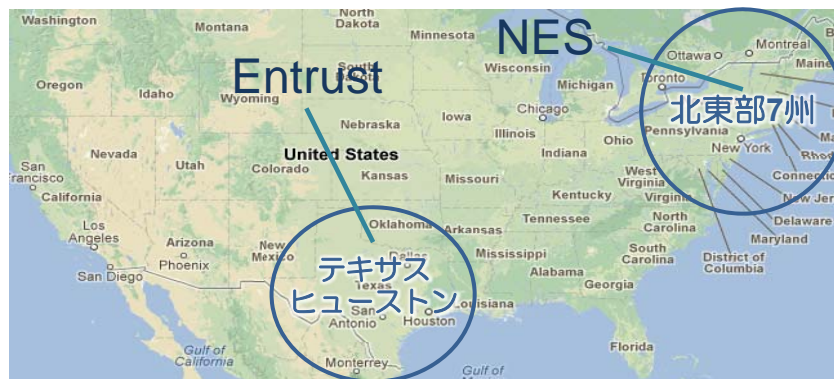 NES
Entrust
北東部7州
テキサス
ヒューストン
Washington
Montana
North
Dakota
Minnesota
Ottawa
Montreal
Maine
Oregon
Idaho
Wyoming
Wisconsin
Michigan
Toronto
Chicago
Nebraska
Iowa
Illinois
Indiana
Ohio
Pennsylvania
New York
Nevada
Utah
Colorado
United States
Kansas
Missouri
West
Virginia
Virginia
Kentucky
Connecti
New Jer
Delaware
Maryland
District of
Columbia
San
Francisco
California
Los
Angeles
San Diego
Arizona
Phoenix
New
Mexico
Oklahoma
Arkansas
Tennessee
North
Carolina
South
Carolina
Mississippi
Alabama
Georgia
Dallas
Texas
San
Antonio
Houston
Louisiana
Florida
Gulf of
California
Monterrey
Gulf of